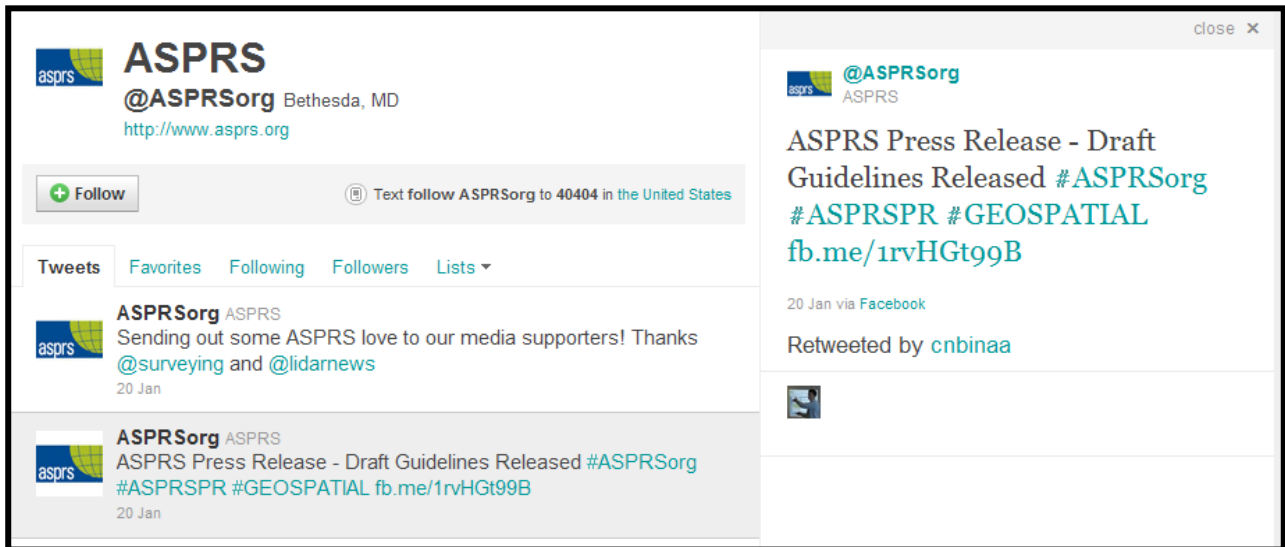 asprs
ASPRS
@ASPRSorg Bethesda, MD
http://www.asprs.org
Follow
Text follow ASPRSorg to 40404 in the United States
Tweets Favorites Following Followers Lists
asprs
ASPRSorg ASPRS
Sending out some ASPRS love to our media supporters! Thanks
@surveying and @lidarnews
20 Jan
asprs
ASPRSorg ASPRS
ASPRS Press Release - Draft Guidelines Released #ASPRSorg
#ASPRSPR #GEOSPATIAL fb.me/1rvHGt99B
20 Jan
close ×
asprs
@ASPRSorg
ASPRS
ASPRS Press Release - Draft
Guidelines Released #ASPRSorg
#ASPRSPR #GEOSPATIAL
fb.me/1rvHGt99B
20 Jan via Facebook
Retweeted by cnbinaa